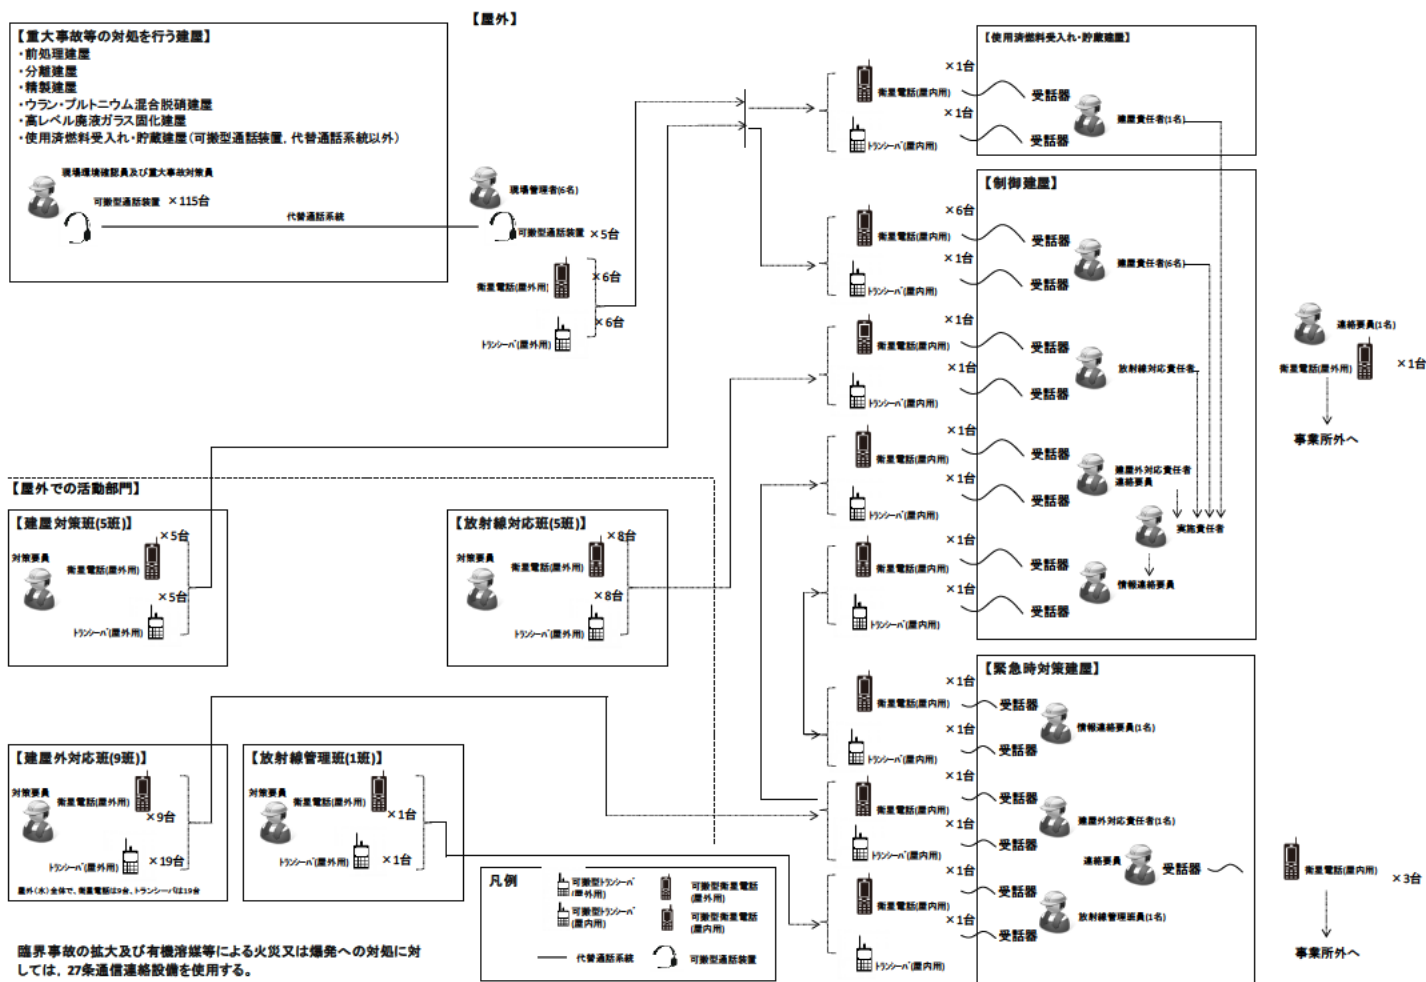 【屋外】
【重大事故等の対処を行う建屋】
・前処理建屋
・分離建屋
・精製建屋
・ウラン・プルトニウム混合脱硝建屋
・高レベル廃液ガラス固化建屋
・使用済燃料受入れ・貯蔵建屋(可搬型通話装置，代替通話系統以外)
現場環境確認員及び重大事故対策員
可搬型通話装置 ×115台
代替通話系統
現場管理者(6名)
可搬型通話装置 ×5台
衛星電話(屋外用)
×6台
×6台
トランシーバ(屋外用)
【屋外での活動部門】
【建屋対策班(5班)】
対策要員
×5台
衛星電話(屋外用)
×5台
トランシーバ(屋外用)
【放射線対応班(5班)】
対策要員
×8台
衛星電話(屋外用)
×8台
トランシーバ(屋外用)
【建屋外対応班(9班)】
対策要員
衛星電話(屋外用)
×9台
トランシーバ(屋外用)
×19台
屋外(水)全体で、衛星電話は9台、トランシーバは19台
【放射線管理班(1班)】
対策要員
衛星電話(屋外用)
×1台
トランシーバ(屋外用)
×1台
臨界事故の拡大及び有機溶媒等による火災又は爆発への対処に対
しては，27条通信連絡設備を使用する。
凡例
可搬型トランシーバ
(屋外用)
可搬型衛星電話
(屋外用)
可搬型トランシーバ
(屋内用)
可搬型衛星電話
(屋内用)
代替通話系統
可搬型通話装置
【使用済燃料受入れ・貯蔵建屋】
×1台
衛星電話(屋内用)
受話器
×1台
トランシーバ(屋内用)
受話器
建屋責任者(1名)
【制御建屋】
×6台
衛星電話(屋内用)
受話器
×1台
トランシーバ(屋内用)
受話器
建屋責任者(6名)
×1台
衛星電話(屋内用)
受話器
×1台
トランシーバ(屋内用)
受話器
放射線対応責任者
×1台
衛星電話(屋内用)
受話器
×1台
トランシーバ(屋内用)
受話器
建屋外対応責任者
連絡要員
実施責任者
×1台
衛星電話(屋内用)
受話器
×1台
トランシーバ(屋内用)
受話器
情報連絡要員
【緊急時対策建屋】
×1台
衛星電話(屋内用)
受話器
×1台
トランシーバ(屋内用)
受話器
情報連絡要員(1名)
×1台
衛星電話(屋内用)
受話器
×1台
トランシーバ(屋内用)
受話器
建屋外対応責任者(1名)
×1台
衛星電話(屋内用)
受話器
×1台
トランシーバ(屋内用)
受話器
放射線管理班員(1名)
連絡要員
受話器
連絡要員(1名)
衛星電話(屋外用)
×1台
事業所外へ
衛星電話(屋内用)
×3台
事業所外へ